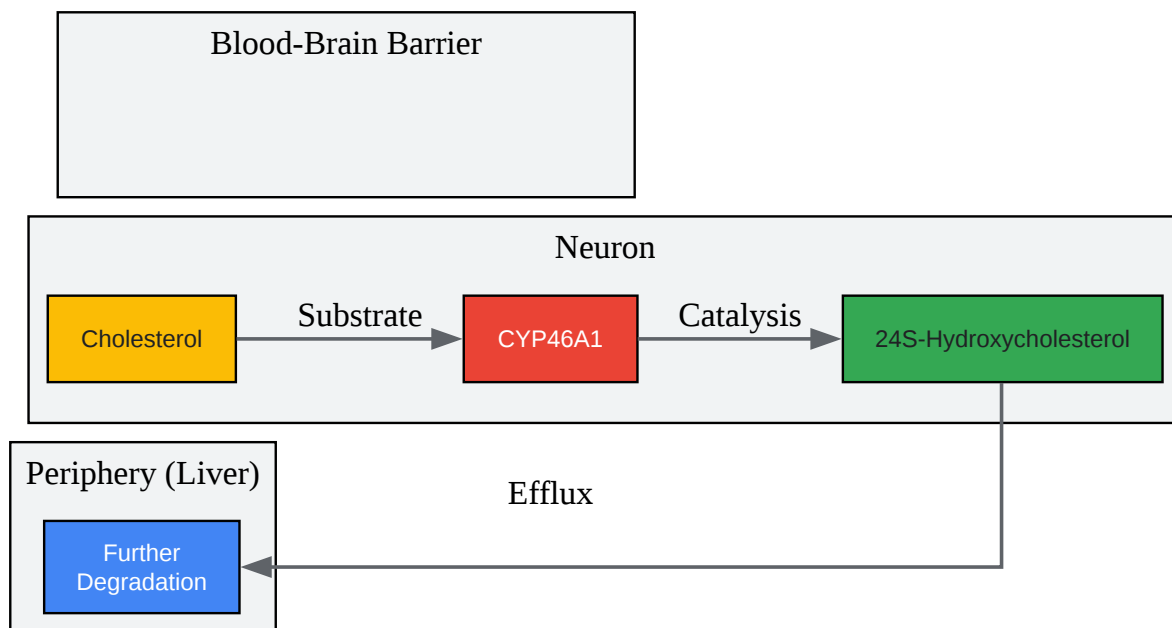 Blood-Brain Barrier
Neuron
Cholesterol
Substrate
CYP46A1
Catalysis
24S-Hydroxycholesterol
Periphery (Liver)
Efflux
Further
Degradation